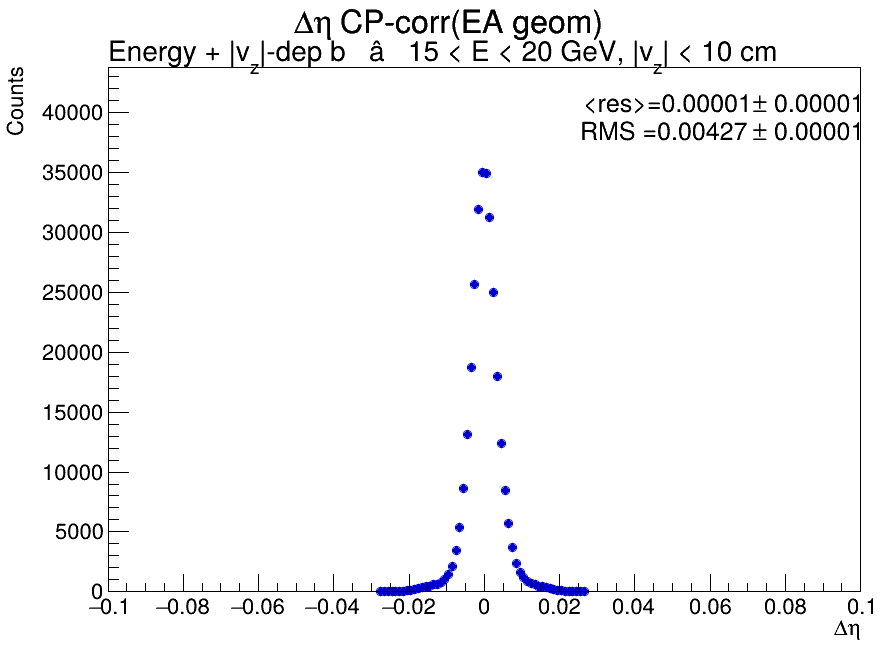 Δη CP-corr(EA geom)
Energy + |v_z|-dep b â 15 < E < 20 GeV, |v_z| < 10 cm
Counts
<res>=0.00001± 0.00001
RMS =0.00427± 0.00001
40000
35000
30000
25000
20000
15000
10000
5000
0
−0.1 −0.08 −0.06 −0.04 −0.02 0 0.02 0.04 0.06 0.08 0.1
Δη